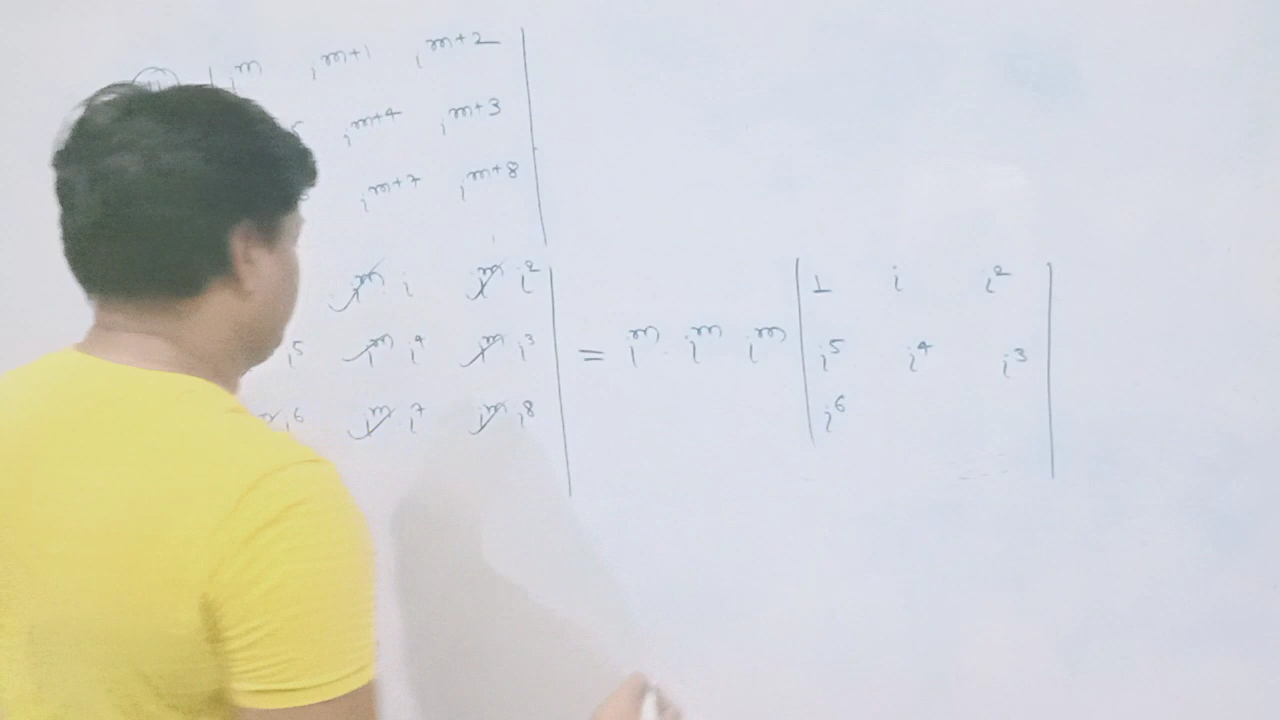 i^m i^{m+1} i^{m+2}
i^{m+4} i^{m+3}
i^{m+7} i^{m+8}
i^m i i^m i^2
i^5 i^m i^4 i^m i^3
i^6 i^m i^7 i^m i^8
= i^m . i^m i^m
1 i i^2
i^5 i^4 i^3
i^6